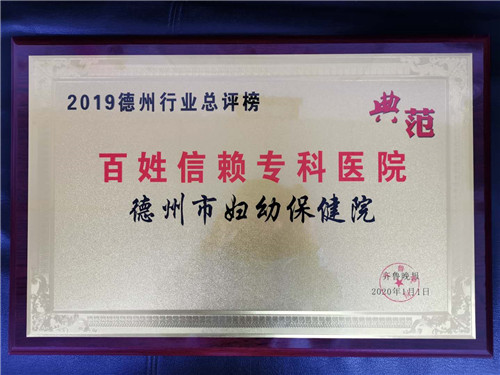 2019德州行业总评榜
典范
百姓信赖专科医院
德州市妇幼保健院
齐鲁晚报
2020年1月1日